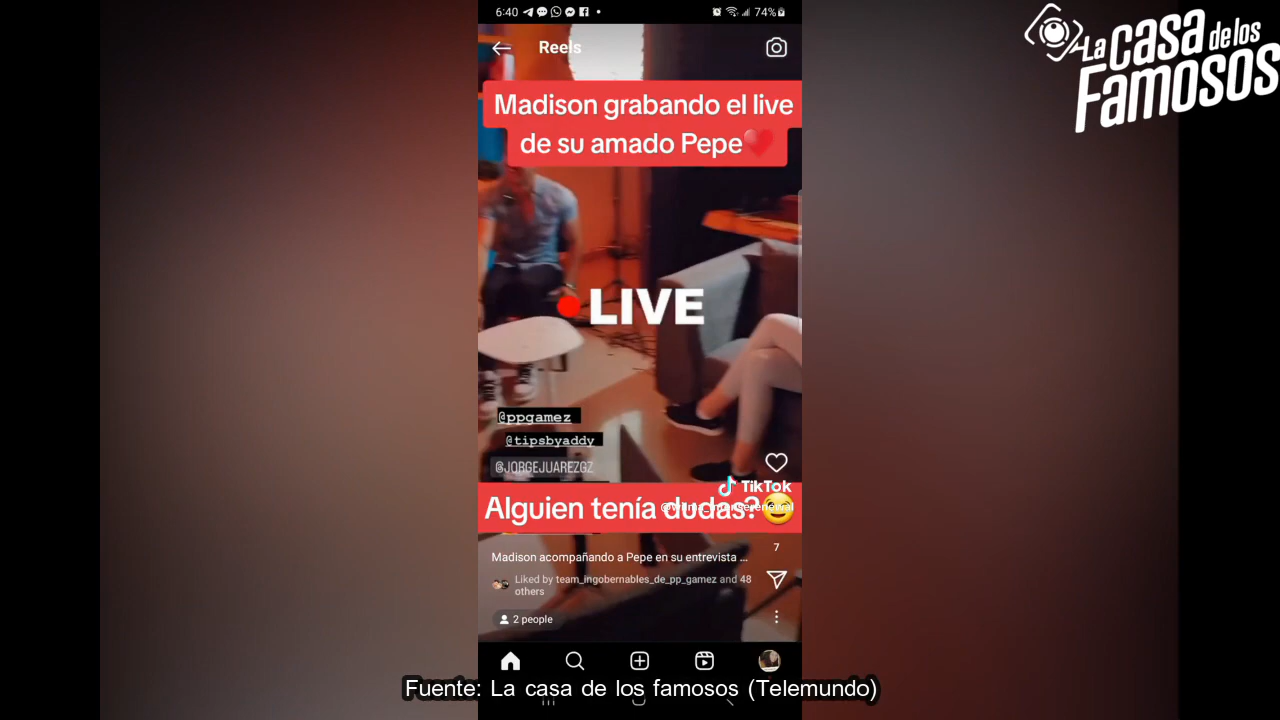 6:40
74%
Reels
La casa de los Famosos
Madison grabando el live
de su amado Pepe
LIVE
@ppgamez
@tipsbyaddy
@JORGEJUAREZGZ
TikTok
Alguien tenía dudas?
7
Madison acompañando a Pepe en su entrevista ...
Liked by team_ingobernables_de_pp_gamez and 48
others
2 people
Fuente: La casa de los famosos (Telemundo)